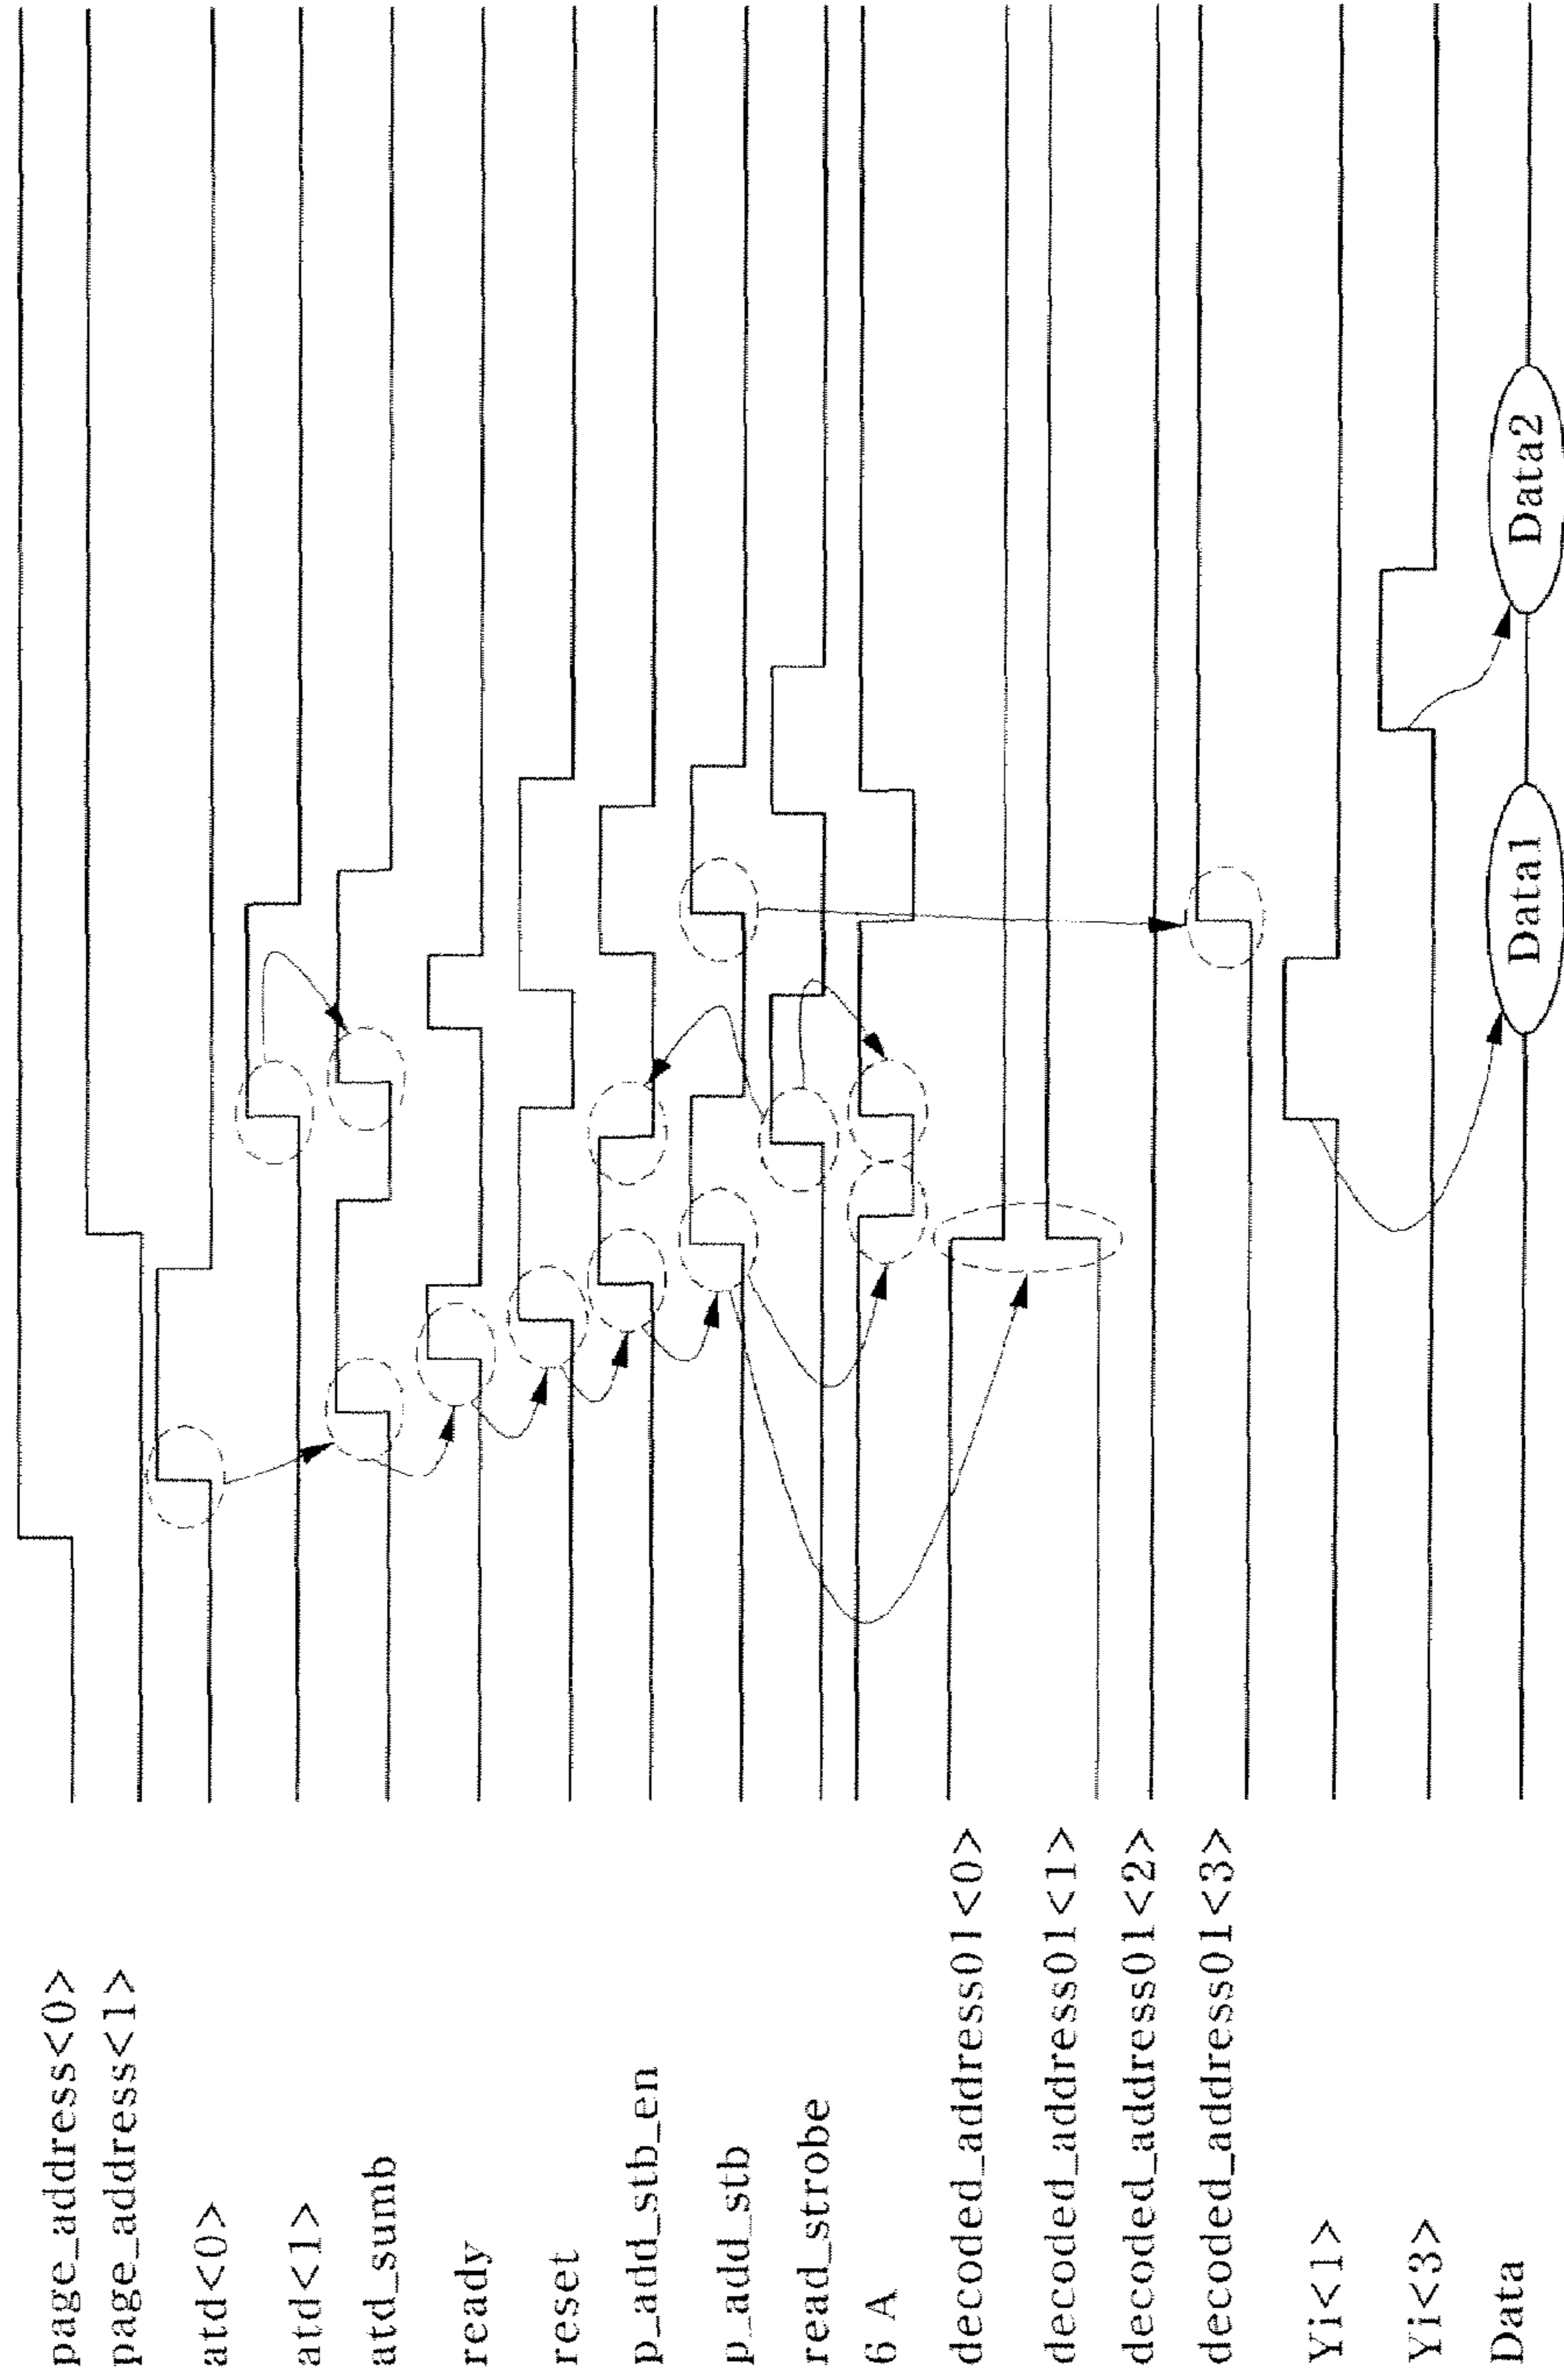 page_address<0>
page_address<1>
atd<0>
atd<1>
atd_sumb
ready
reset
p_add_stb_en
p_add_stb
read_strobe
6 A
decoded_address01<0>
decoded_address01<1>
decoded_address01<2>
decoded_address01<3>
Yi<1>
Yi<3>
Data
Data1
Data2